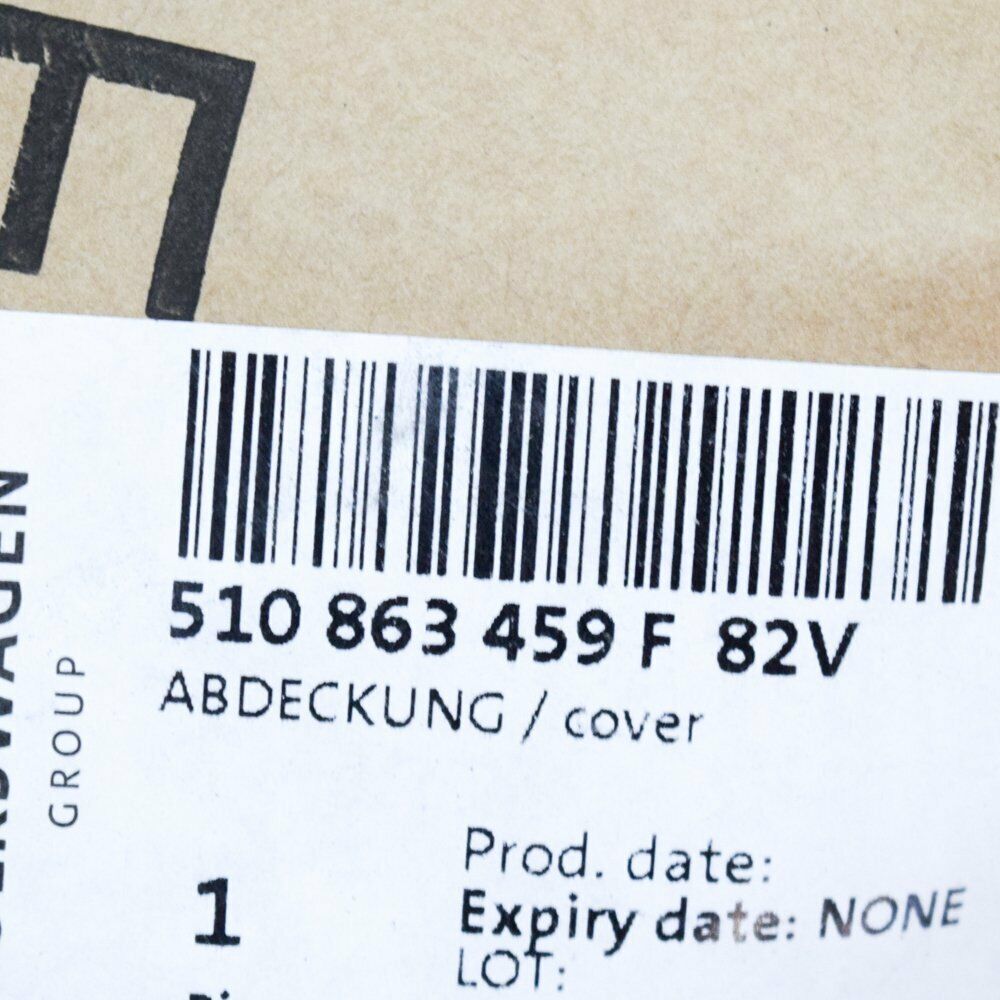 510 863 459 F 82V
ABDECKUNG / cover
GROUP
Prod. date:
Expiry date: NONE
LOT:
1